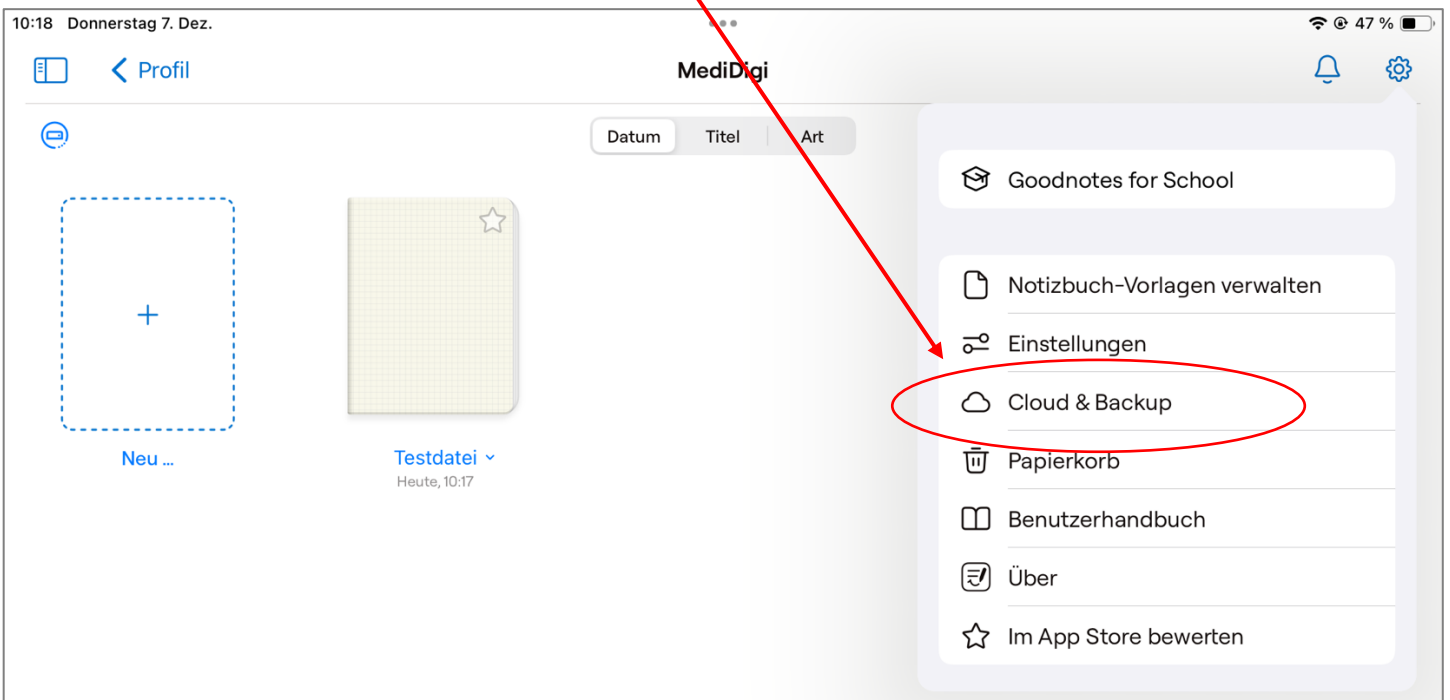 10:18 Donnerstag 7. Dez.
47 %
Profil
MediDigi
Datum Titel Art
Goodnotes for School
Notizbuch-Vorlagen verwalten
Einstellungen
Cloud & Backup
Papierkorb
Benutzerhandbuch
Über
Im App Store bewerten
Neu ...
Testdatei
Heute, 10:17